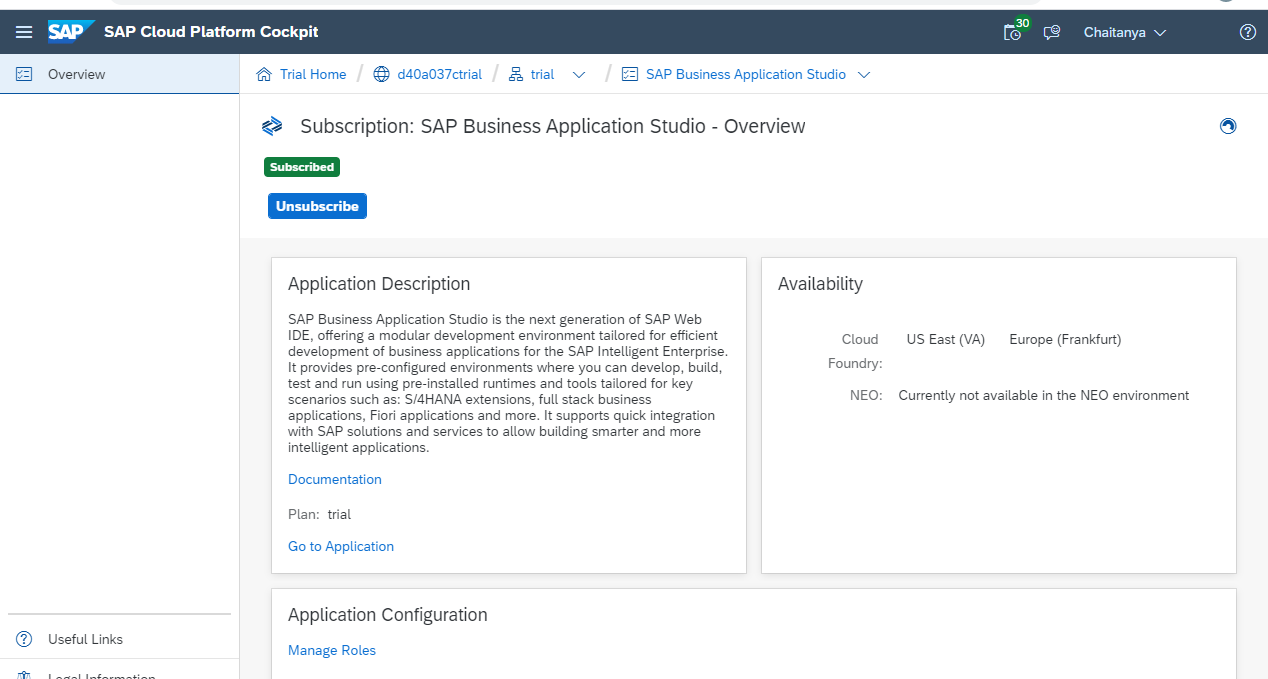 SAP SAP Cloud Platform Cockpit
30
Chaitanya
Overview
Trial Home / d40a037ctrial / trial / SAP Business Application Studio
Subscription: SAP Business Application Studio - Overview
Subscribed
Unsubscribe
Application Description
SAP Business Application Studio is the next generation of SAP Web
IDE, offering a modular development environment tailored for efficient
development of business applications for the SAP Intelligent Enterprise.
It provides pre-configured environments where you can develop, build,
test and run using pre-installed runtimes and tools tailored for key
scenarios such as: S/4HANA extensions, full stack business
applications, Fiori applications and more. It supports quick integration
with SAP solutions and services to allow building smarter and more
intelligent applications.
Documentation
Plan: trial
Go to Application
Availability
Cloud Foundry: US East (VA) Europe (Frankfurt)
NEO: Currently not available in the NEO environment
Application Configuration
Manage Roles
Useful Links
Legal Information